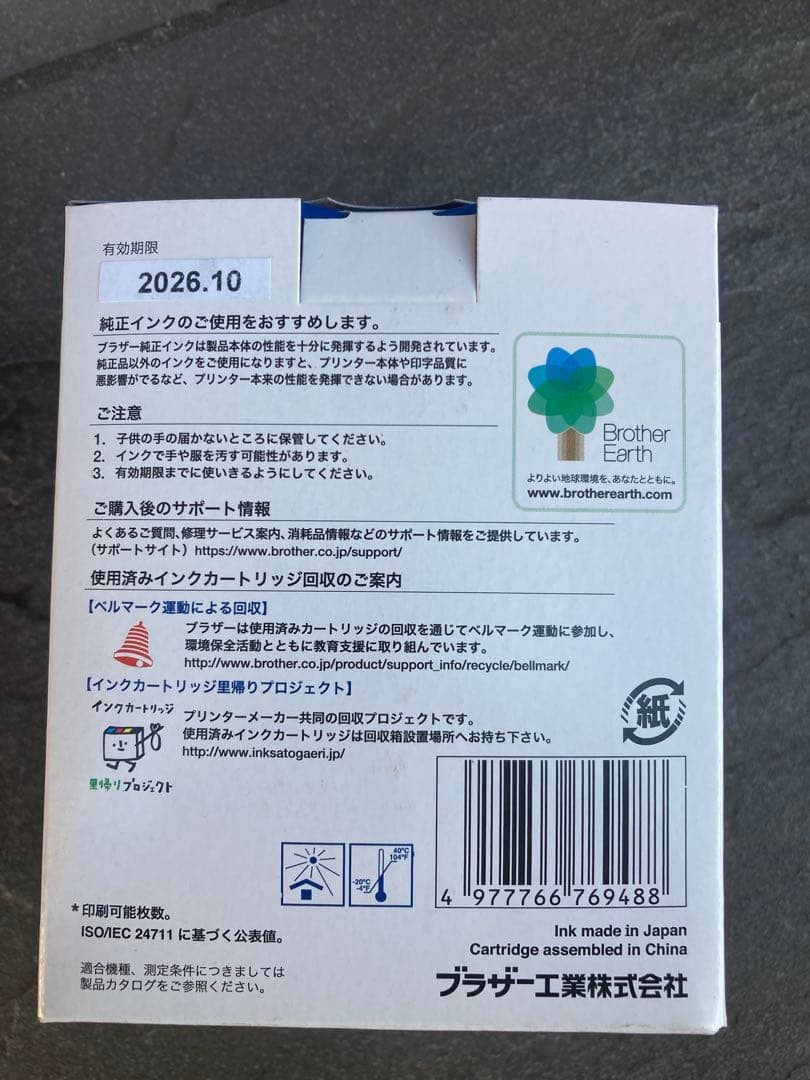 有効期限
2026.10
純正インクのご使用をおすすめします。
ブラザー純正インクは製品本体の性能を十分に発揮するよう開発されています。
純正品以外のインクをご使用になりますと、プリンター本体や印字品質に
悪影響がでるなど、プリンター本来の性能を発揮できない場合があります。
ご注意
1. 子供の手の届かないところに保管してください。
2. インクで手や服を汚す可能性があります。
3. 有効期限までに使いきるようにしてください。
Brother
Earth
よりよい地球環境を、あなたとともに。
www.brotherearth.com
ご購入後のサポート情報
よくあるご質問、修理サービス案内、消耗品情報などのサポート情報をご提供しています。
(サポートサイト) https://www.brother.co.jp/support/
使用済みインクカートリッジ回収のご案内
【ベルマーク運動による回収】
ブラザーは使用済みカートリッジの回収を通じてベルマーク運動に参加し、
環境保全活動とともに教育支援に取り組んでいます。
http://www.brother.co.jp/product/support_info/recycle/bellmark/
【インクカートリッジ里帰りプロジェクト】
インクカートリッジ
里帰りプロジェクト
プリンターメーカー共同の回収プロジェクトです。
使用済みインクカートリッジは回収箱設置場所へお持ち下さい。
http://www.inksatogaeri.jp/
紙
40°C
104°F
-20°C
-4°F
4 977766 769488
*印刷可能枚数。
ISO/IEC 24711 に基づく公表値。
適合機種、測定条件につきましては
製品カタログをご参照ください。
Ink made in Japan
Cartridge assembled in China
ブラザー工業株式会社